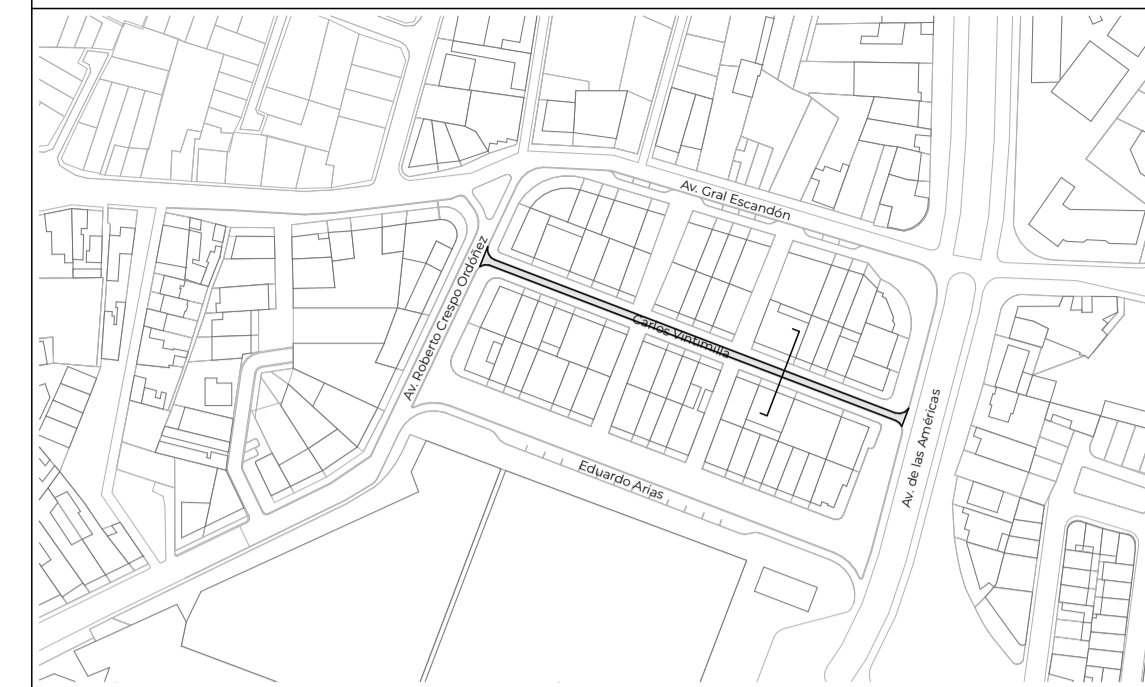 Av. Gral Escandón
Av. Roberto Crespo Ordóñez
Carlos Vintimilla
Av. de las Américas
Eduardo Arias